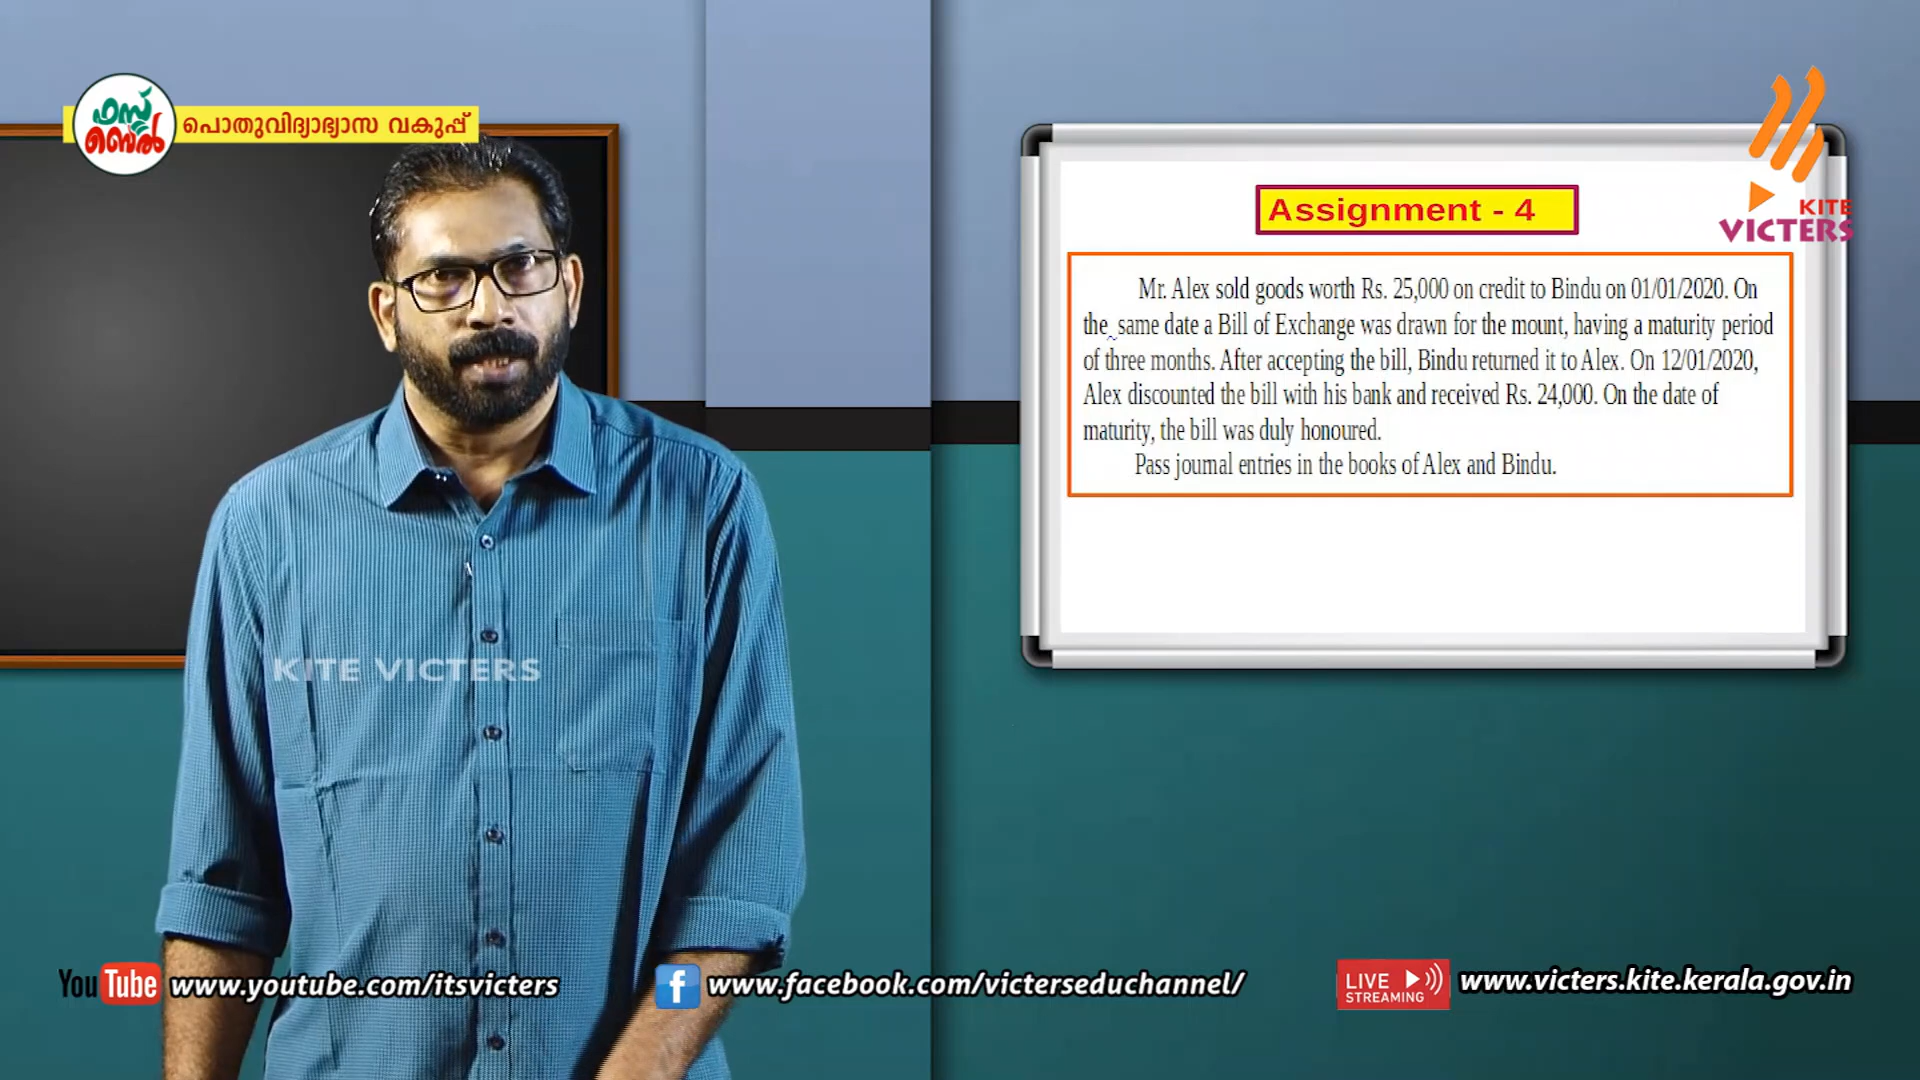 ഫസ്റ്റ്
ബെൽ
പൊതുവിദ്യാഭ്യാസ വകുപ്പ്
KITE
VICTERS
Assignment - 4
Mr. Alex sold goods worth Rs. 25,000 on credit to Bindu on 01/01/2020. On
the same date a Bill of Exchange was drawn for the mount, having a maturity period
of three months. After accepting the bill, Bindu returned it to Alex. On 12/01/2020,
Alex discounted the bill with his bank and received Rs. 24,000. On the date of
maturity, the bill was duly honoured.
Pass journal entries in the books of Alex and Bindu.
KITE VICTERS
YouTube www.youtube.com/itsvicters
f www.facebook.com/victerseduchannel/
LIVE
STREAMING
www.victers.kite.kerala.gov.in